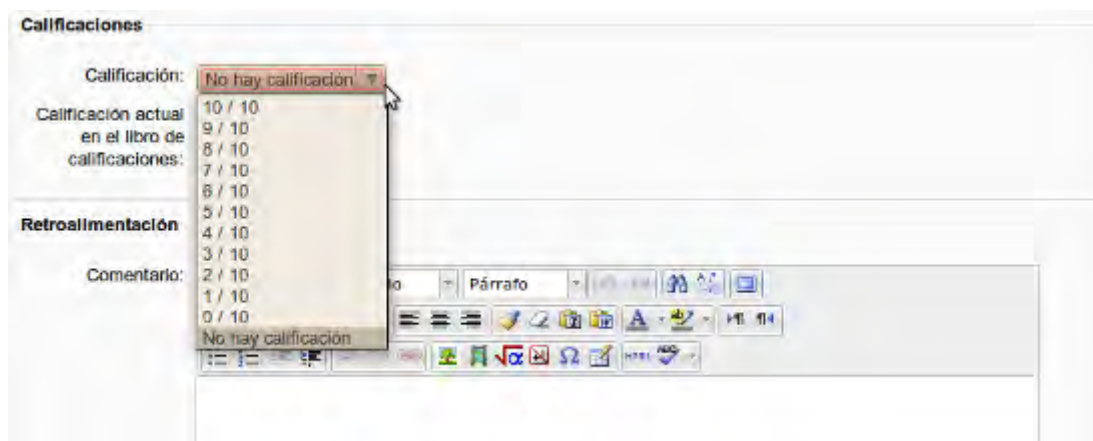 Calificaciones
Calificación: No hay calificación
Calificación actual
en el libro de
calificaciones:
10 / 10
9 / 10
8 / 10
7 / 10
6 / 10
5 / 10
4 / 10
3 / 10
2 / 10
1 / 10
0 / 10
No hay calificación
Retroalimentación
Comentario:
Párrafo
HTML